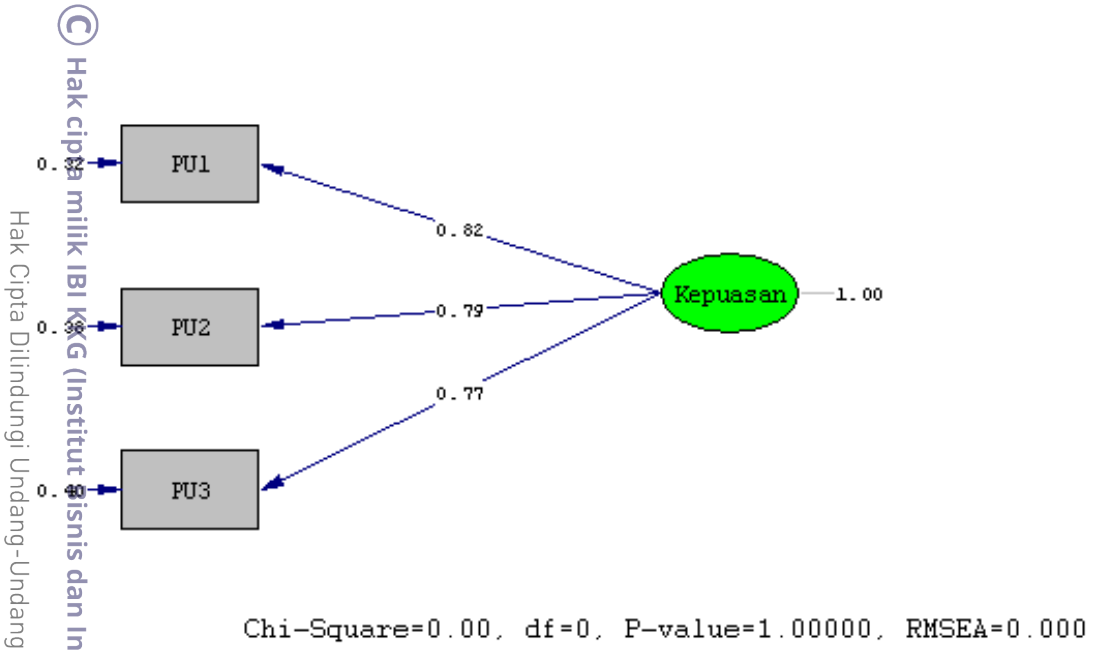 © Hak cipta milik IBI KKG (Institut Bisnis dan In
Hak Cipta Dilindungi Undang-Undang
0.32
PU1
0.82
0.38
PU2
0.79
Kepuasan
1.00
0.77
0.40
PU3
Chi-Square=0.00, df=0, P-value=1.00000, RMSEA=0.000